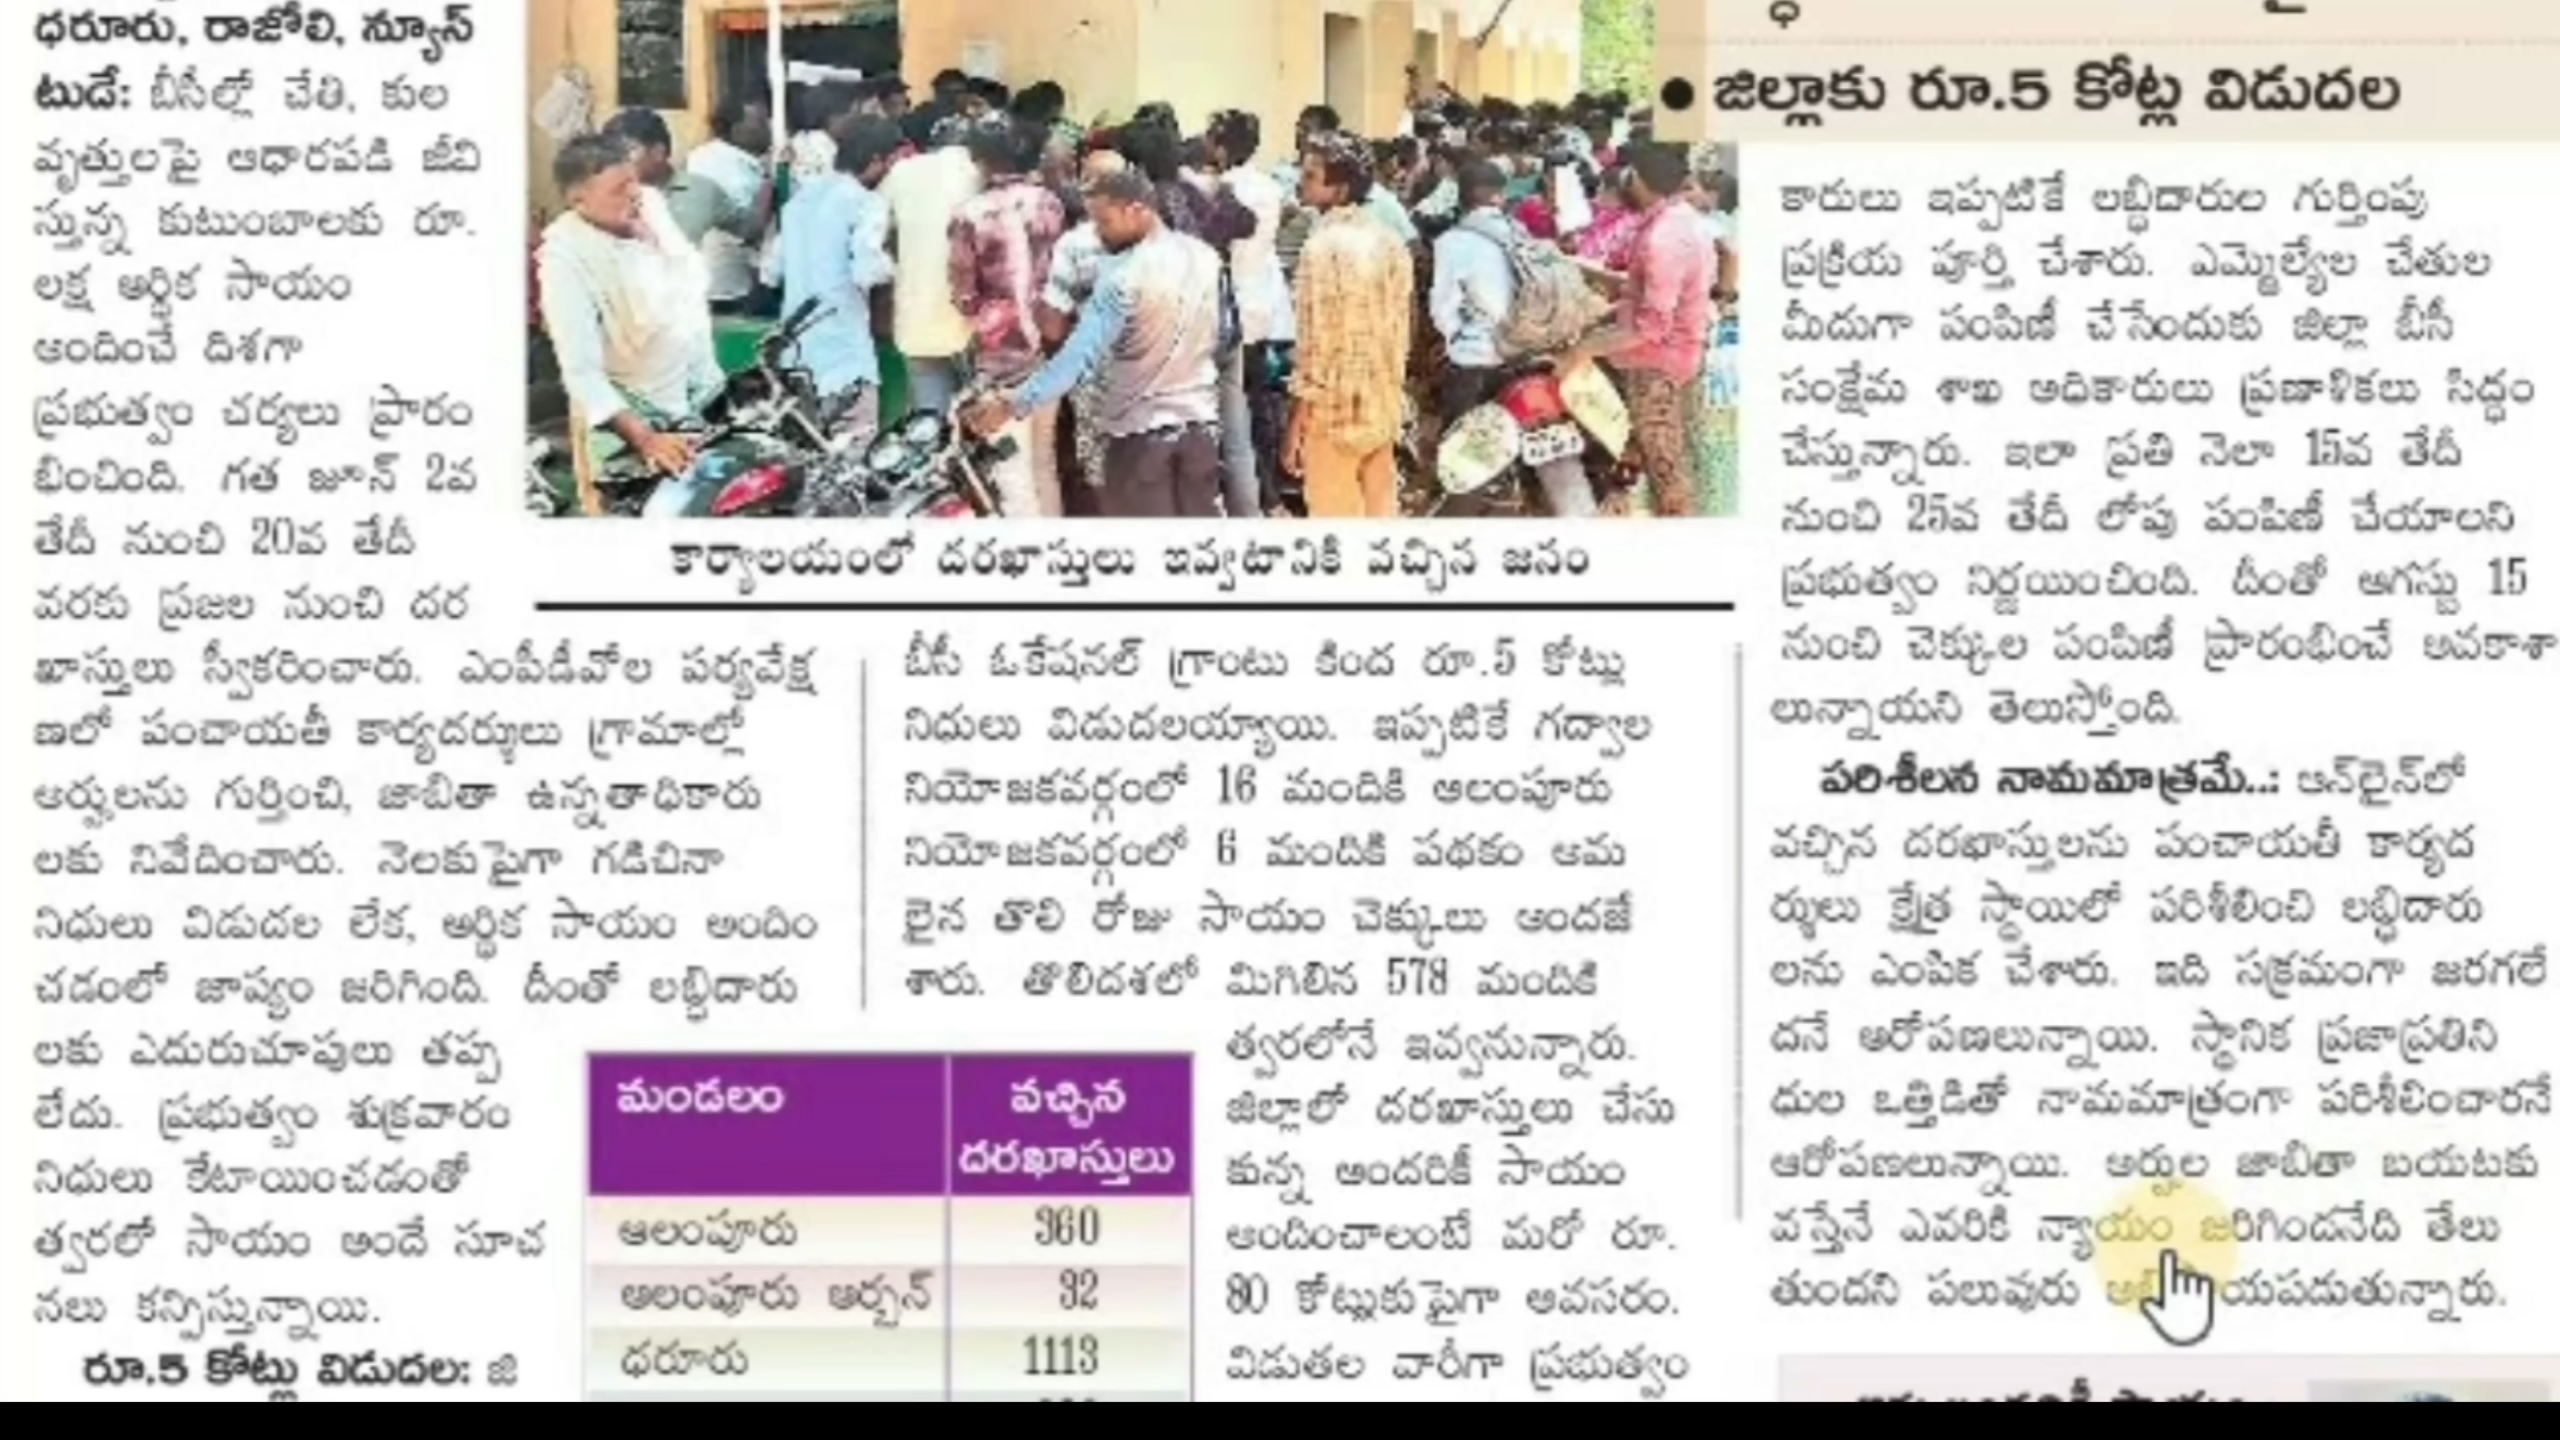 ధరూరు, రాజోలి, న్యూస్
టుడే: బీసీల్లో చేతి, కుల
వృత్తులపై ఆధారపడి జీవి
స్తున్న కుటుంబాలకు రూ.
లక్ష ఆర్థిక సాయం
అందించే దిశగా
ప్రభుత్వం చర్యలు ప్రారం
భించింది. గత జూన్ 2వ
తేదీ నుంచి 20వ తేదీ
వరకు ప్రజల నుంచి దర
ఖాస్తులు స్వీకరించారు. ఎంపీడీవోల పర్యవేక్ష
ణలో పంచాయతీ కార్యదర్శులు గ్రామాల్లో
అర్హులను గుర్తించి, జాబితా ఉన్నతాధికారు
లకు నివేదించారు. నెలకుపైగా గడిచినా
నిధులు విడుదల లేక, ఆర్థిక సాయం అందిం
చడంలో జాప్యం జరిగింది. దీంతో లబ్ధిదారు
లకు ఎదురుచూపులు తప్ప
లేదు. ప్రభుత్వం శుక్రవారం
నిధులు కేటాయించడంతో
త్వరలో సాయం అందే సూచ
నలు కన్పిస్తున్నాయి.
రూ.5 కోట్లు విడుదల: జి
కార్యాలయంలో దరఖాస్తులు ఇవ్వటానికి వచ్చిన జనం
బీసీ ఓకేషనల్ గ్రాంటు కింద రూ.5 కోట్లు
నిధులు విడుదలయ్యాయి. ఇప్పటికే గద్వాల
నియోజకవర్గంలో 16 మందికి ఆలంపూరు
నియోజకవర్గంలో 6 మందికి పథకం అమ
లైన తొలి రోజు సాయం చెక్కులు అందజే
శారు. తొలిదశలో మిగిలిన 578 మందికి
త్వరలోనే ఇవ్వనున్నారు.
జిల్లాలో దరఖాస్తులు చేసు
కున్న అందరికీ సాయం
అందించాలంటే మరో రూ.
80 కోట్లుకుపైగా అవసరం.
విడుతల వారీగా ప్రభుత్వం
మండలం వచ్చిన
దరఖాస్తులు
ఆలంపూరు 360
అలంపూరు అర్బన్ 32
ధరూరు 1113
• జిల్లాకు రూ.5 కోట్ల విడుదల
కారులు ఇప్పటికే లబ్ధిదారుల గుర్తింపు
ప్రక్రియ పూర్తి చేశారు. ఎమ్మెల్యేల చేతుల
మీదుగా పంపిణీ చేసేందుకు జిల్లా బీసీ
సంక్షేమ శాఖ అధికారులు ప్రణాళికలు సిద్ధం
చేస్తున్నారు. ఇలా ప్రతి నెలా 15వ తేదీ
నుంచి 25వ తేదీ లోపు పంపిణీ చేయాలని
ప్రభుత్వం నిర్ణయించింది. దీంతో ఆగస్టు 15
నుంచి చెక్కుల పంపిణీ ప్రారంభించే అవకాశా
లున్నాయని తెలుస్తోంది.
పరిశీలన నామమాత్రమే..: ఆన్‌లైన్‌లో
వచ్చిన దరఖాస్తులను పంచాయతీ కార్యద
ర్శులు క్షేత్ర స్థాయిలో పరిశీలించి లబ్ధిదారు
లను ఎంపిక చేశారు. ఇది సక్రమంగా జరగలే
దనే ఆరోపణలున్నాయి. స్థానిక ప్రజాప్రతిని
ధుల ఒత్తిడితో నామమాత్రంగా పరిశీలించారనే
ఆరోపణలున్నాయి. అర్హుల జాబితా బయటకు
వస్తేనే ఎవరికి న్యాయం జరిగిందనేది తేలు
తుందని పలువురు